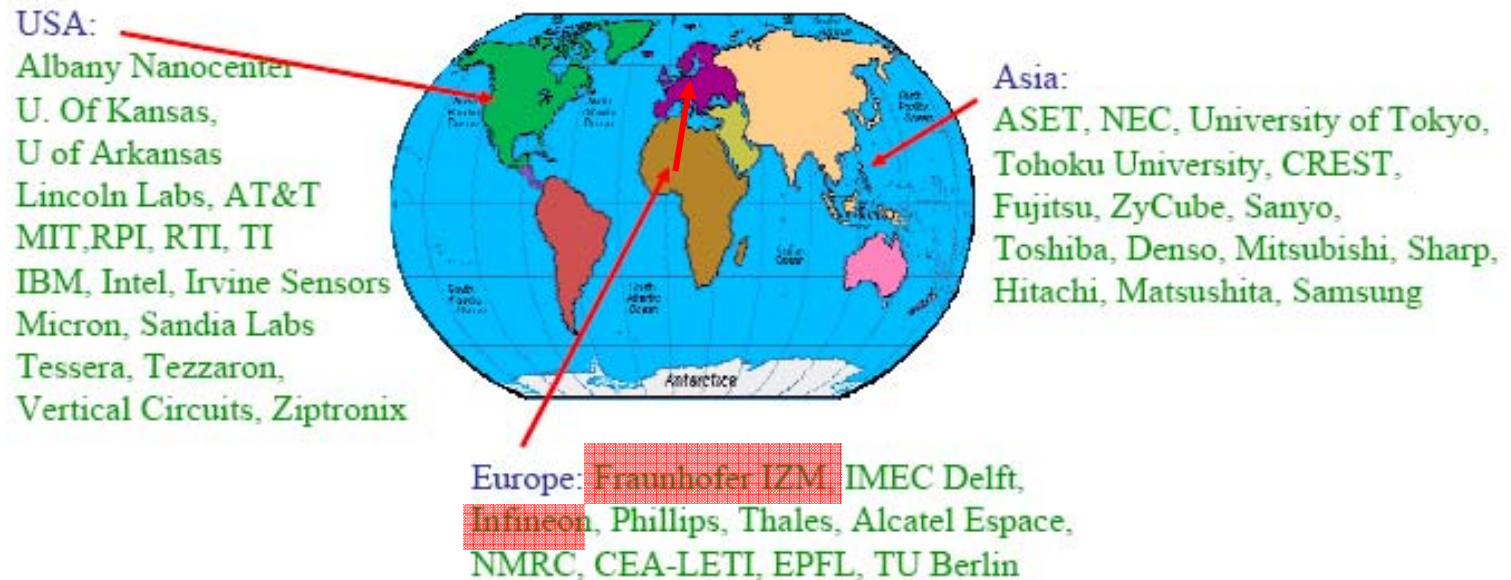 USA:
Albany Nanocenter
U. Of Kansas,
U of Arkansas
Lincoln Labs, AT&T
MIT,RPI, RTI, TI
IBM, Intel, Irvine Sensors
Micron, Sandia Labs
Tessera, Tezzaron,
Vertical Circuits, Ziptronix
Antarctica
Asia:
ASET, NEC, University of Tokyo,
Tohoku University, CREST,
Fujitsu, ZyCube, Sanyo,
Toshiba, Denso, Mitsubishi, Sharp,
Hitachi, Matsushita, Samsung
Europe: Fraunhofer IZM, IMEC Delft,
Infineon, Phillips, Thales, Alcatel Espace,
NMRC, CEA-LETI, EPFL, TU Berlin